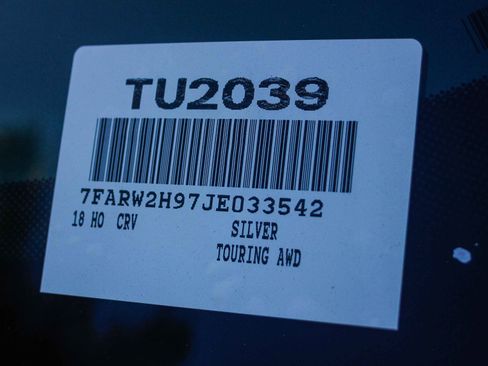 TU2039
7FARW2H97JE033542
18 HO CRV SILVER
TOURING AWD